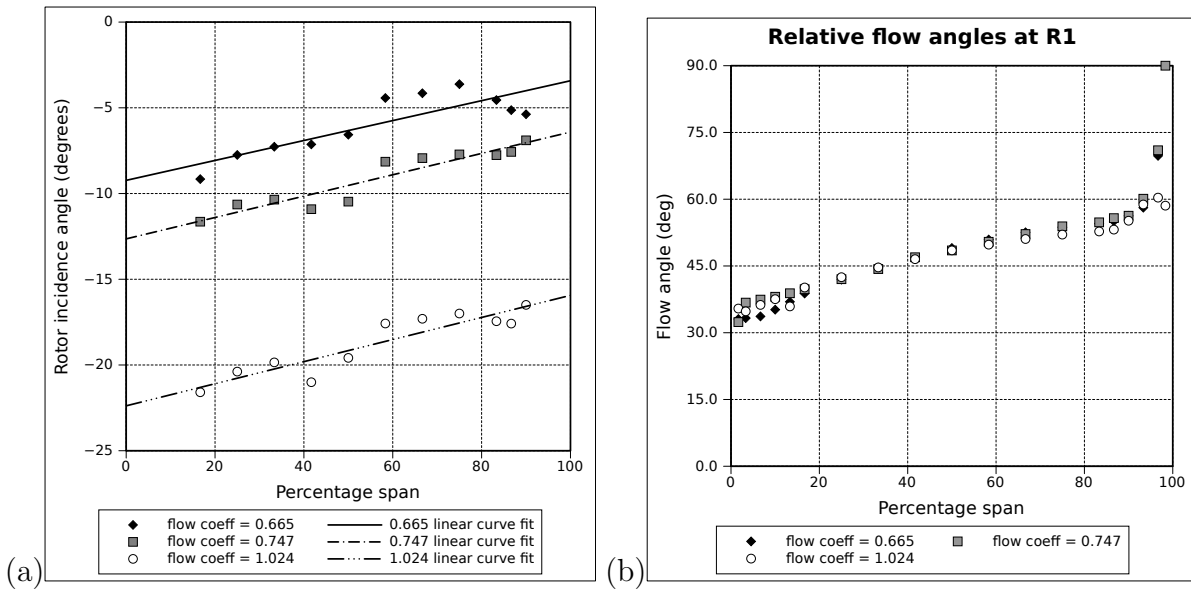 0
−5
−10
−15
−20
−25
Rotor incidence angle (degrees)
0 20 40 60 80 100
Percentage span
flow coeff = 0.665 0.665 linear curve fit
flow coeff = 0.747 0.747 linear curve fit
flow coeff = 1.024 1.024 linear curve fit
(a)
Relative flow angles at R1
90.0
75.0
60.0
45.0
30.0
15.0
0.0
Flow angle (deg)
0 20 40 60 80 100
Percentage span
flow coeff = 0.665 flow coeff = 0.747
flow coeff = 1.024
(b)